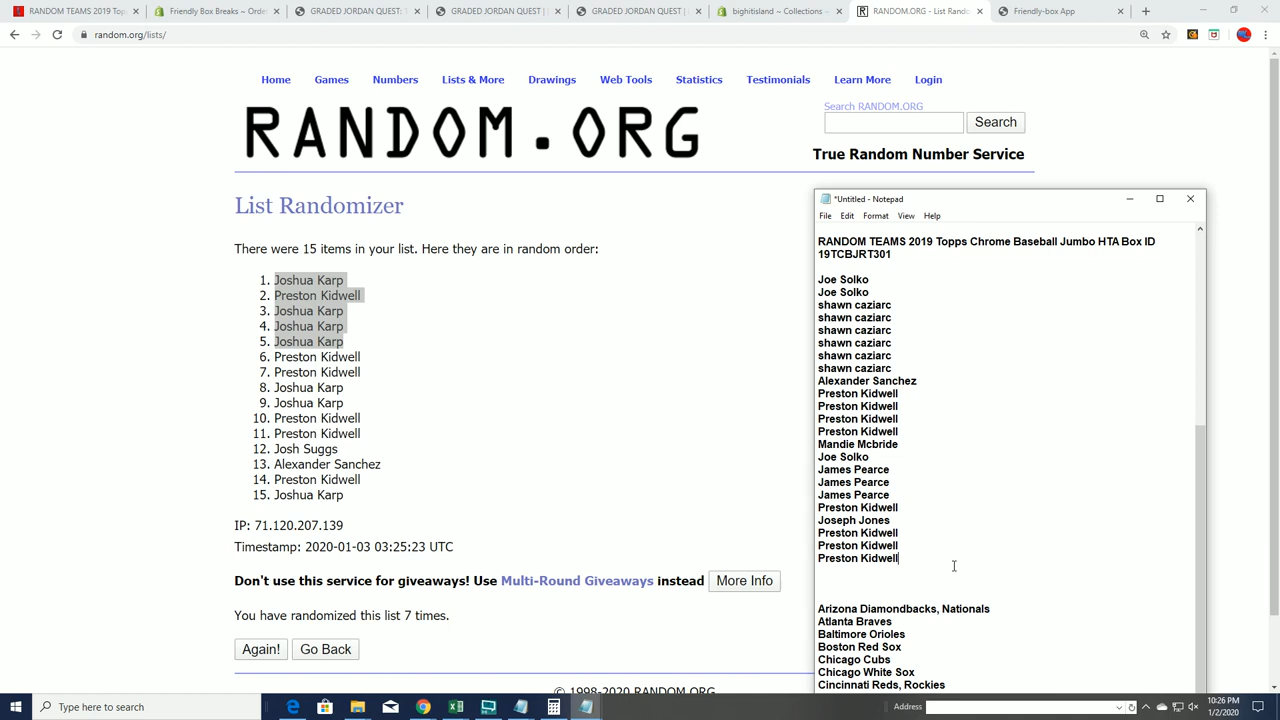 RANDOM TEAMS 2019 Top
Friendly Box Breaks – Orde
GRADED JORDAN QUEST: 
GRADED JORDAN QUEST |
GRADED JORDAN QUEST |
bighitisland ~ Collections -
RANDOM.ORG - List Rand
Friendly-box App
random.org/lists/
Home Games Numbers Lists & More Drawings Web Tools Statistics Testimonials Learn More Login
RANDOM.ORG
Search RANDOM.ORG
Search
True Random Number Service
List Randomizer
There were 15 items in your list. Here they are in random order:
1. Joshua Karp
2. Preston Kidwell
3. Joshua Karp
4. Joshua Karp
5. Joshua Karp
6. Preston Kidwell
7. Preston Kidwell
8. Joshua Karp
9. Joshua Karp
10. Preston Kidwell
11. Preston Kidwell
12. Josh Suggs
13. Alexander Sanchez
14. Preston Kidwell
15. Joshua Karp
IP: 71.120.207.139
Timestamp: 2020-01-03 03:25:23 UTC
Don't use this service for giveaways! Use Multi-Round Giveaways instead More Info
You have randomized this list 7 times.
Again! Go Back
© 1998-2020 RANDOM.ORG
*Untitled - Notepad
File Edit Format View Help
RANDOM TEAMS 2019 Topps Chrome Baseball Jumbo HTA Box ID
19TCBJRT301
Joe Solko
Joe Solko
shawn caziarc
shawn caziarc
shawn caziarc
shawn caziarc
shawn caziarc
shawn caziarc
Alexander Sanchez
Preston Kidwell
Preston Kidwell
Preston Kidwell
Preston Kidwell
Mandie Mcbride
Joe Solko
James Pearce
James Pearce
James Pearce
Preston Kidwell
Joseph Jones
Preston Kidwell
Preston Kidwell
Preston Kidwell
Arizona Diamondbacks, Nationals
Atlanta Braves
Baltimore Orioles
Boston Red Sox
Chicago Cubs
Chicago White Sox
Cincinnati Reds, Rockies
Type here to search
Address
10:26 PM
1/2/2020